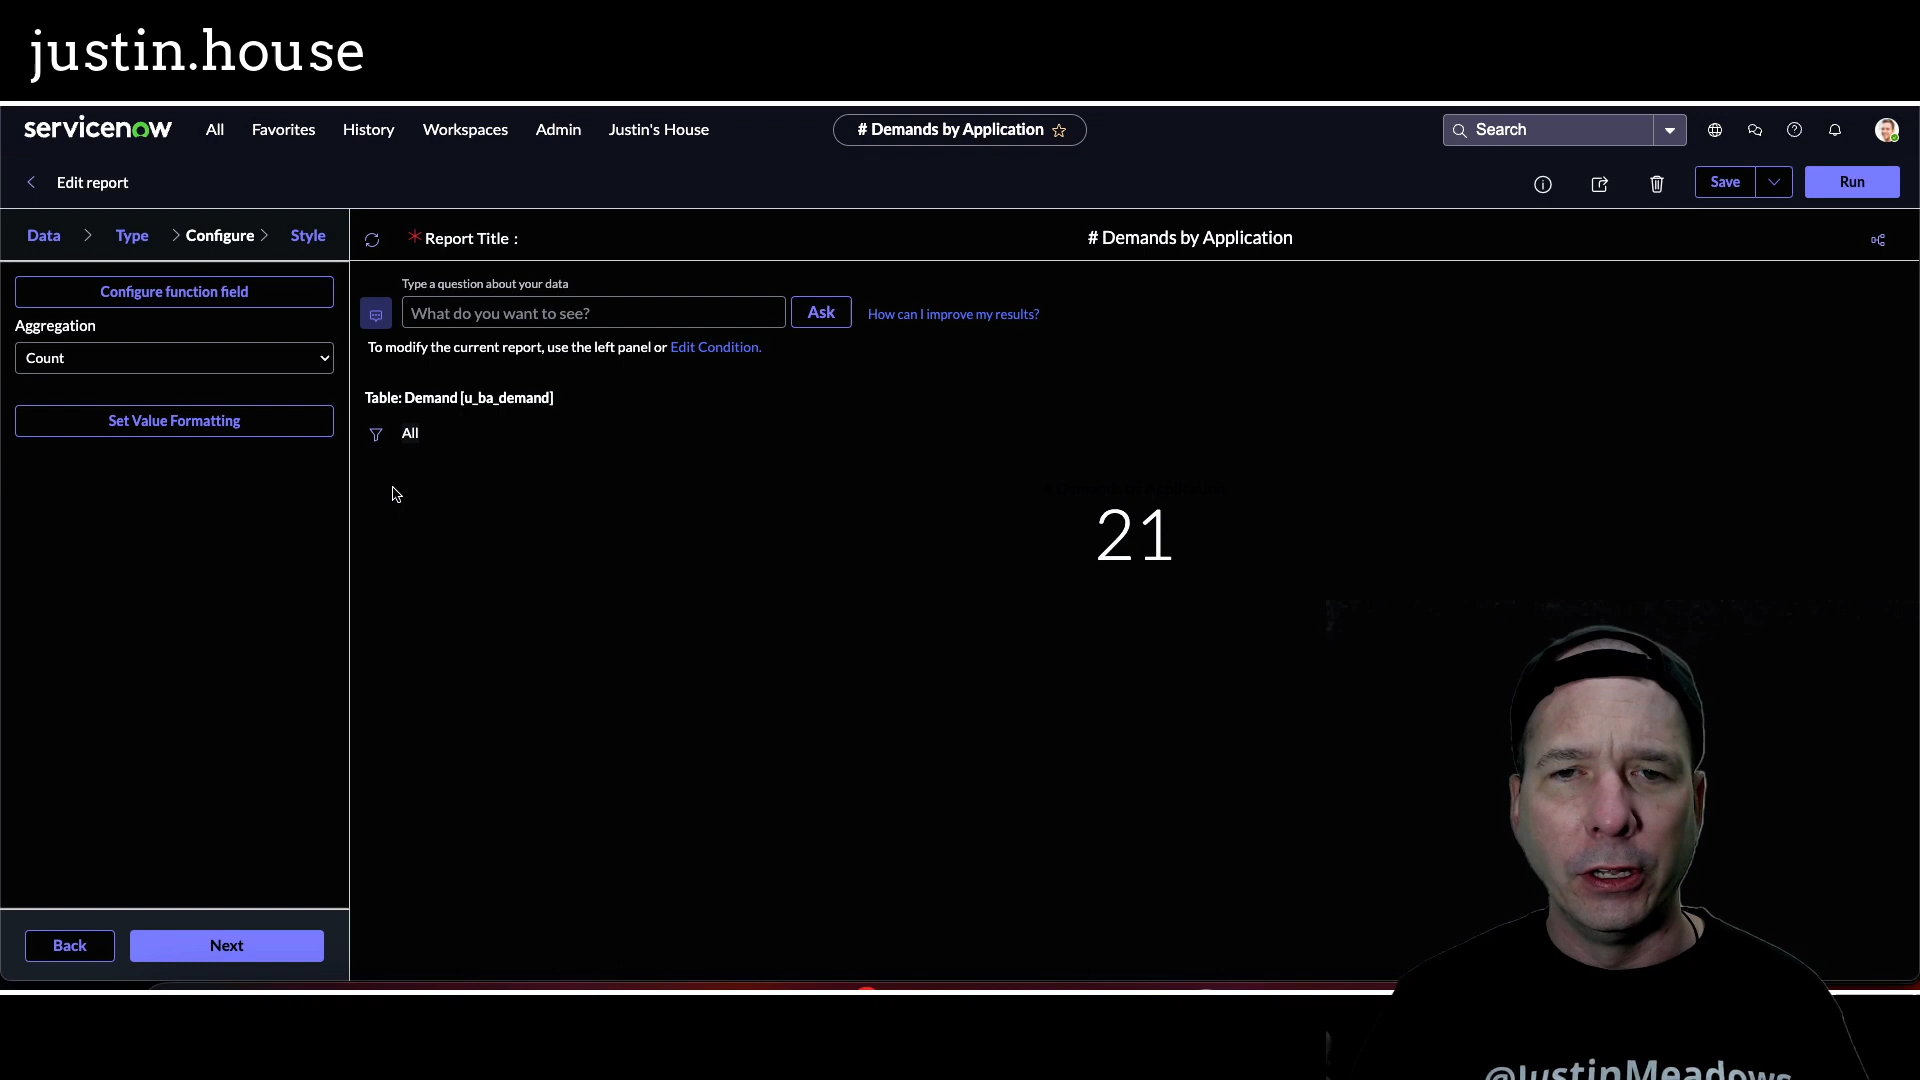 justin.house
servicenow All Favorites History Workspaces Admin Justin's House # Demands by Application Search
Edit report Save Run
Data Type Configure Style
* Report Title : # Demands by Application
Configure function field
Aggregation
Count
Set Value Formatting
Type a question about your data
What do you want to see? Ask How can I improve my results?
To modify the current report, use the left panel or Edit Condition.
Table: Demand [u_ba_demand]
All
21
Back Next
@JustinMeadows